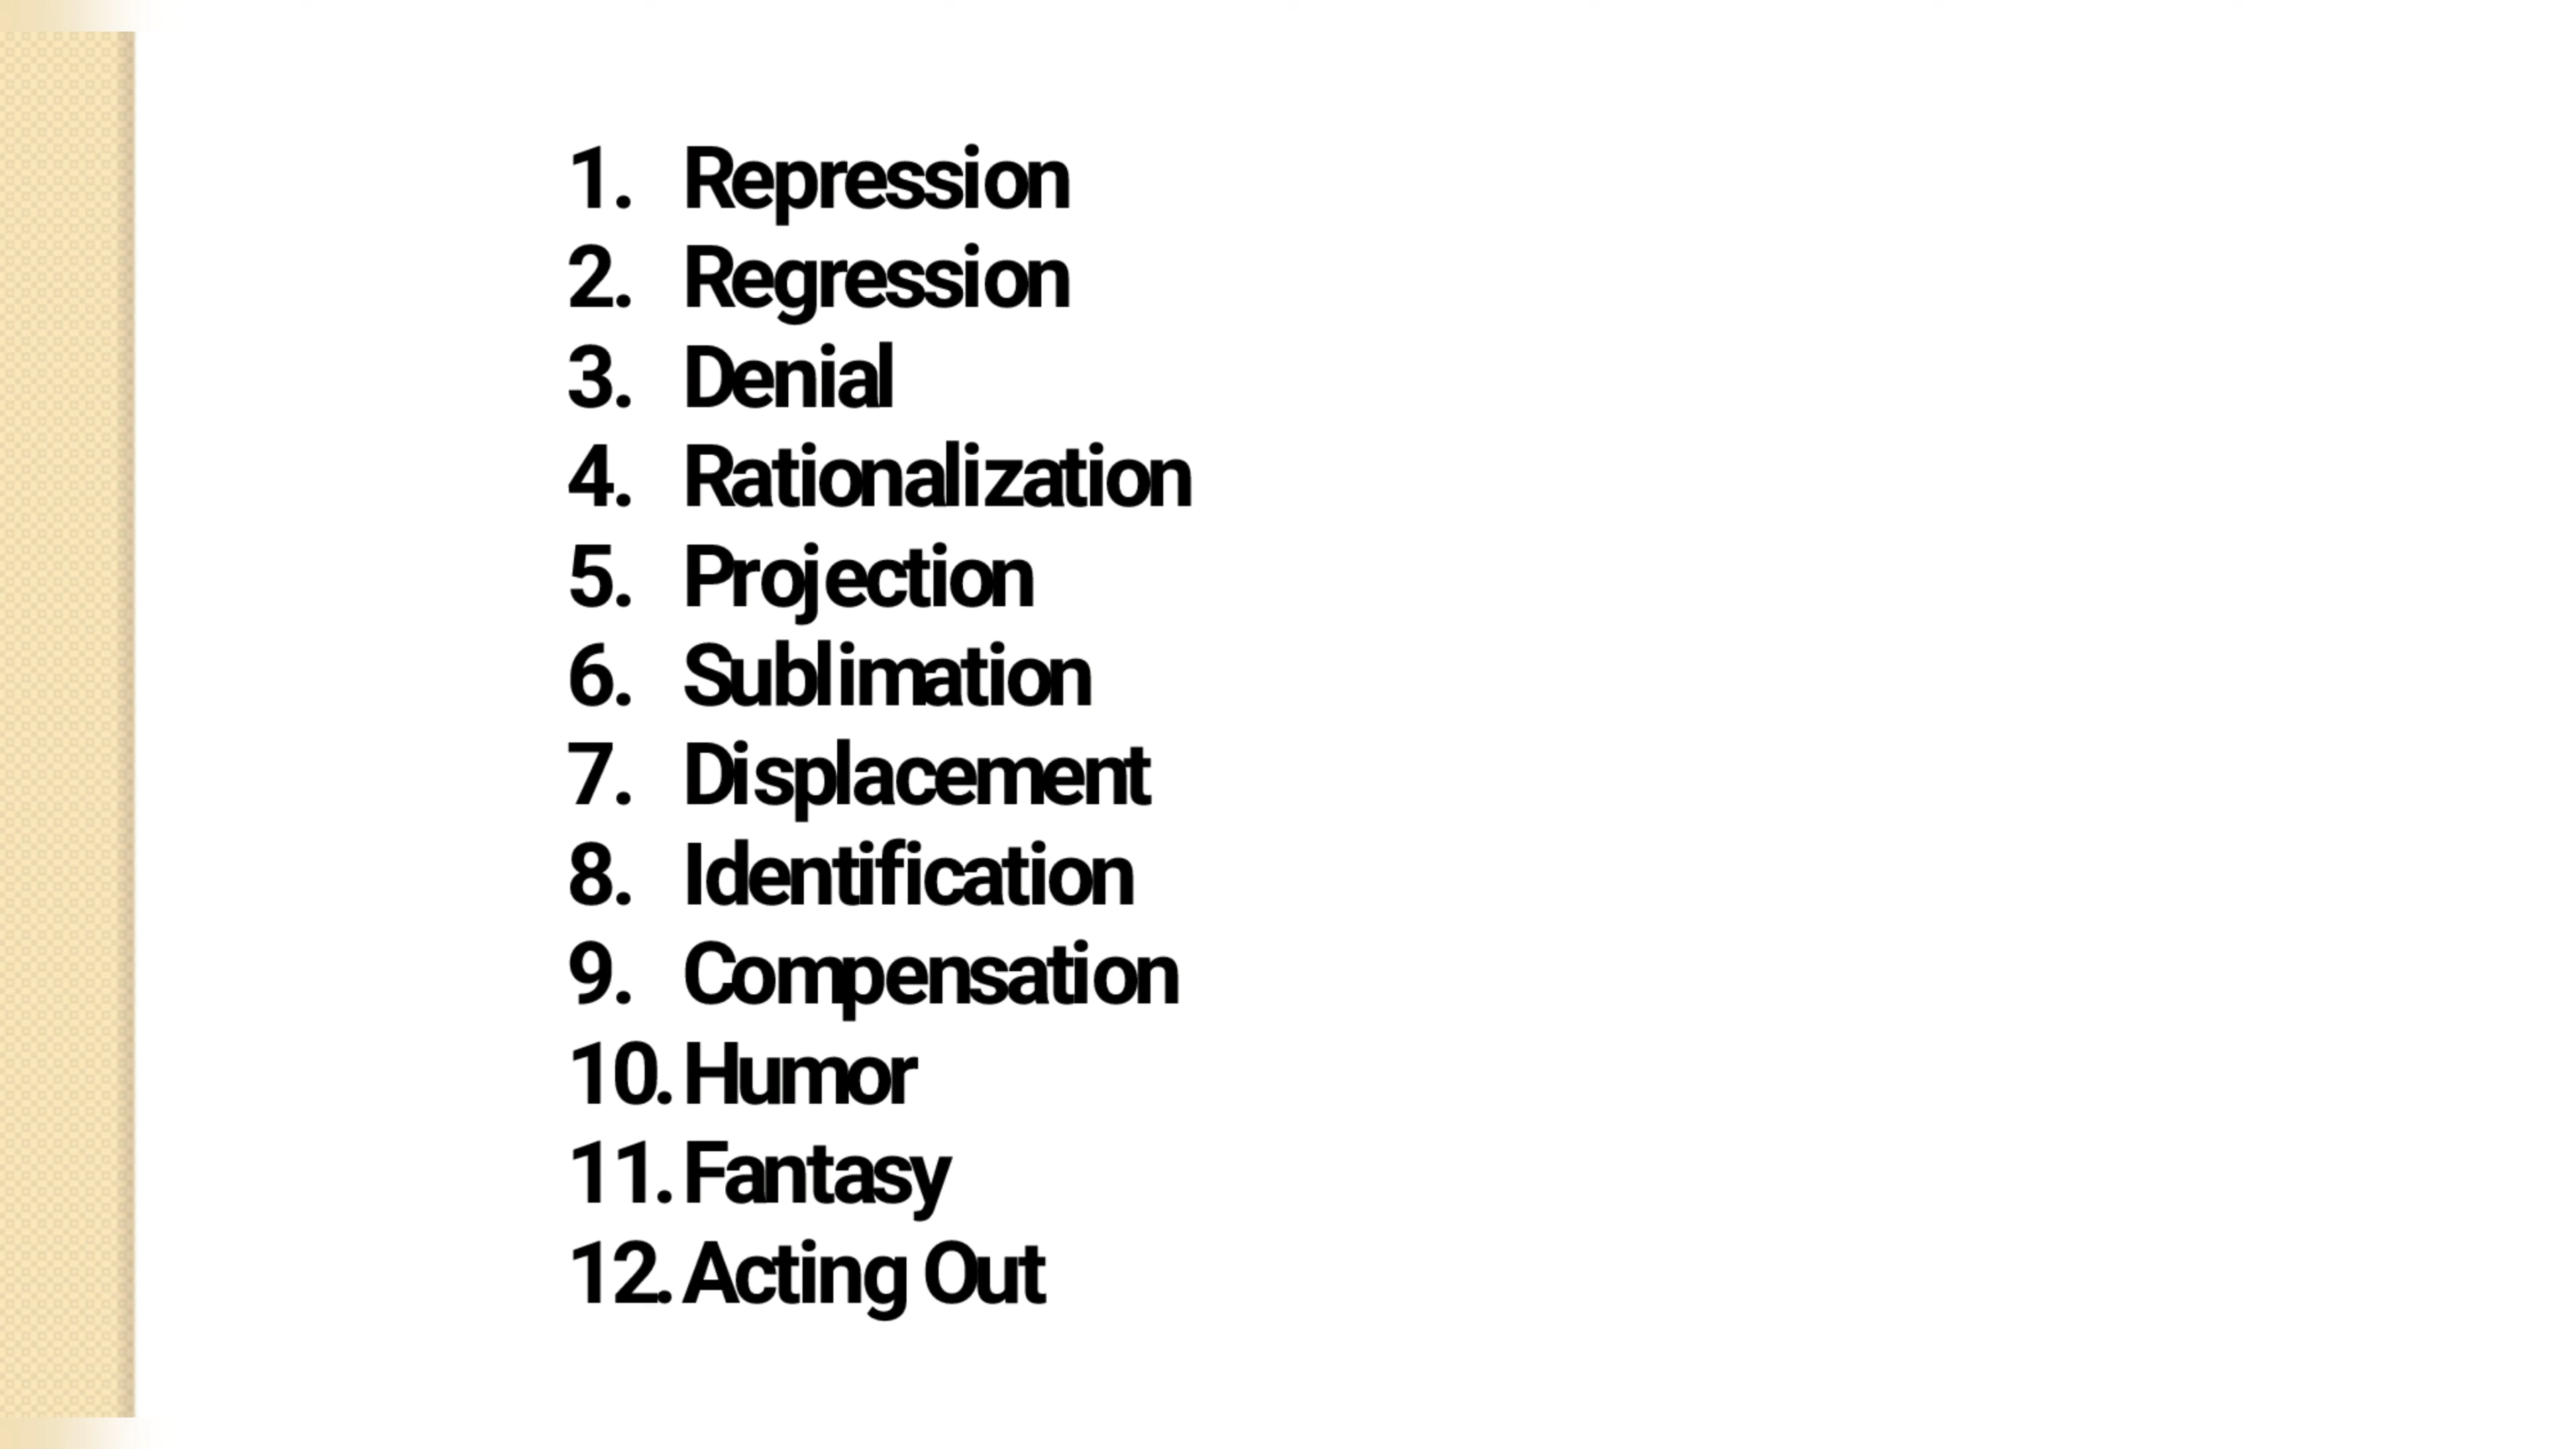 1. Repression
2. Regression
3. Denial
4. Rationalization
5. Projection
6. Sublimation
7. Displacement
8. Identification
9. Compensation
10. Humor
11. Fantasy
12. Acting Out